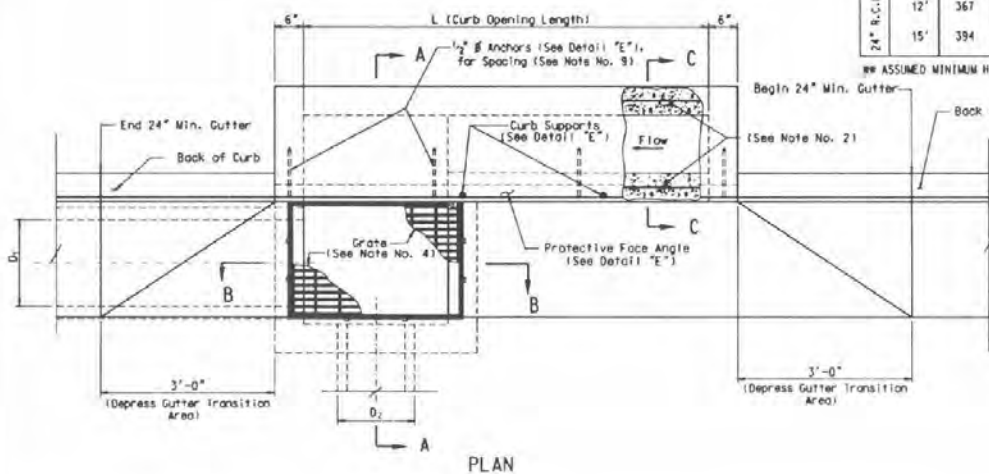 6"
L (Curb Opening Length)
6"
24" R.C.
12'
367
15'
394
A
1/2" Ø Anchors (See Detail "E"),
for Spacing (See Note No. 9)
C
** ASSUMED MINIMUM H
Begin 24" Min. Gutter
End 24" Min. Gutter
Back of Curb
Curb Supports
(See Detail "E")
Flow
(See Note No. 2)
Back
D1
Grate
(See Note No. 4)
Protective Face Angle
(See Detail "E")
C
B
B
3'-0"
(Depress Gutter Transition
Area)
3'-0"
(Depress Gutter Transition
Area)
D2
A
PLAN